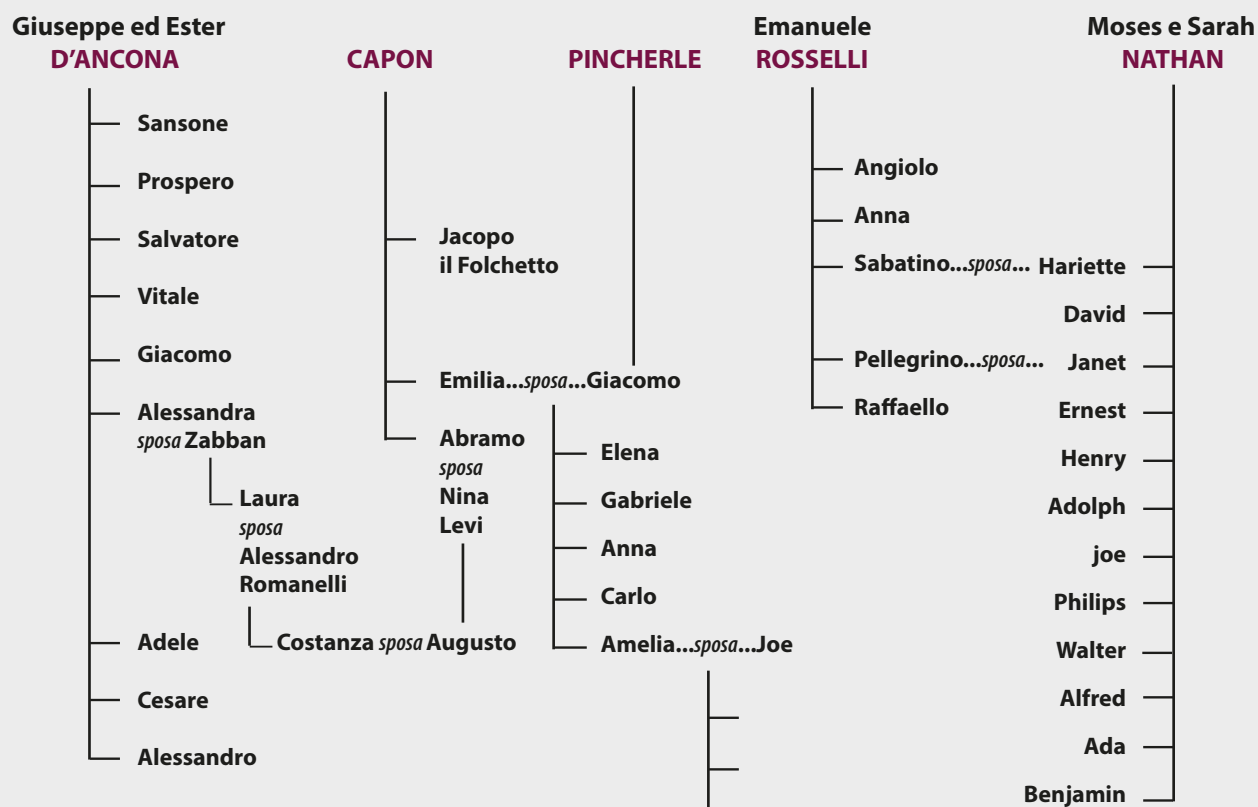 Giuseppe ed Ester
D'ANCONA
Sansone
Prospero
Salvatore
Vitale
Giacomo
Alessandra
sposa Zabban
Laura
sposa
Alessandro
Romanelli
Costanza sposa Augusto
Adele
Cesare
Alessandro
CAPON
Jacopo
il Folchetto
Emilia...sposa...Giacomo
Abramo
sposa
Nina
Levi
PINCHERLE
Elena
Gabriele
Anna
Carlo
Amelia...sposa...Joe
Emanuele
ROSSELLI
Angiolo
Anna
Sabatino...sposa... Hariette
Pellegrino...sposa... Janet
Raffaello
Moses e Sarah
NATHAN
David
Ernest
Henry
Adolph
joe
Philips
Walter
Alfred
Ada
Benjamin